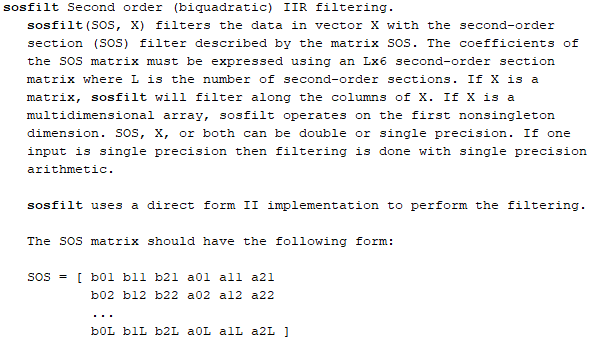 sosfilt Second order (biquadratic) IIR filtering.
sosfilt(SOS, X) filters the data in vector X with the second-order
section (SOS) filter described by the matrix SOS. The coefficients of
the SOS matrix must be expressed using an Lx6 second-order section
matrix where L is the number of second-order sections. If X is a
matrix, sosfilt will filter along the columns of X. If X is a
multidimensional array, sosfilt operates on the first nonsingleton
dimension. SOS, X, or both can be double or single precision. If one
input is single precision then filtering is done with single precision
arithmetic.
sosfilt uses a direct form II implementation to perform the filtering.
The SOS matrix should have the following form:
SOS = [ b01 b11 b21 a01 a11 a21
b02 b12 b22 a02 a12 a22
...
b0L b1L b2L a0L a1L a2L ]